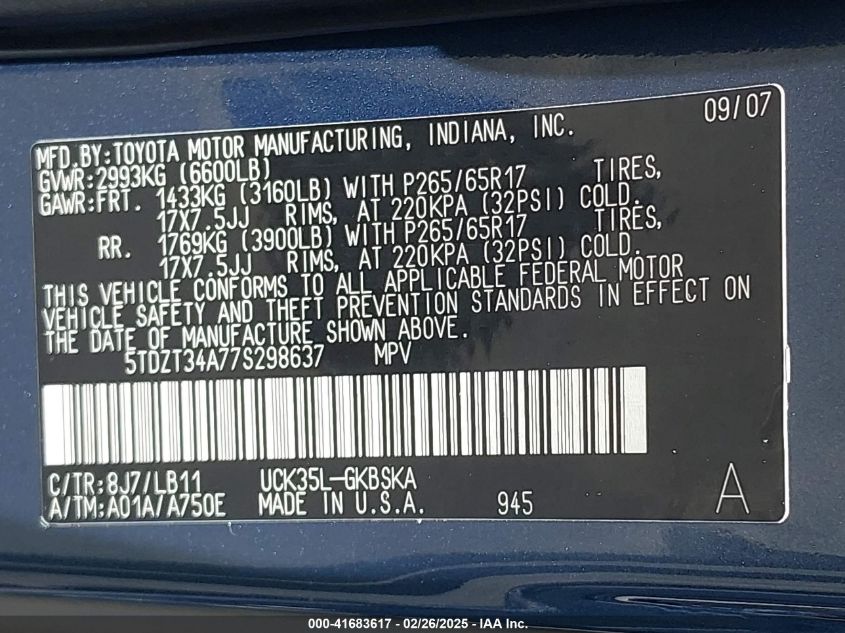 09/07
MFD.BY:TOYOTA MOTOR MANUFACTURING, INDIANA, INC.
GVWR:2993KG (6600LB)
GAWR:FRT. 1433KG (3160LB) WITH P265/65R17 TIRES,
17X7.5JJ RIMS, AT 220KPA (32PSI) COLD.
RR. 1769KG (3900LB) WITH P265/65R17 TIRES,
17X7.5JJ RIMS, AT 220KPA (32PSI) COLD.
THIS VEHICLE CONFORMS TO ALL APPLICABLE FEDERAL MOTOR
VEHICLE SAFETY AND THEFT PREVENTION STANDARDS IN EFFECT ON
THE DATE OF MANUFACTURE SHOWN ABOVE.
5TDZT34A77S298637 MPV
C/TR:8J7/LB11 UCK35L-GKBSKA
A/TM:A01A/A750E MADE IN U.S.A. 945 A
000-41683617 - 02/26/2025 - IAA Inc.